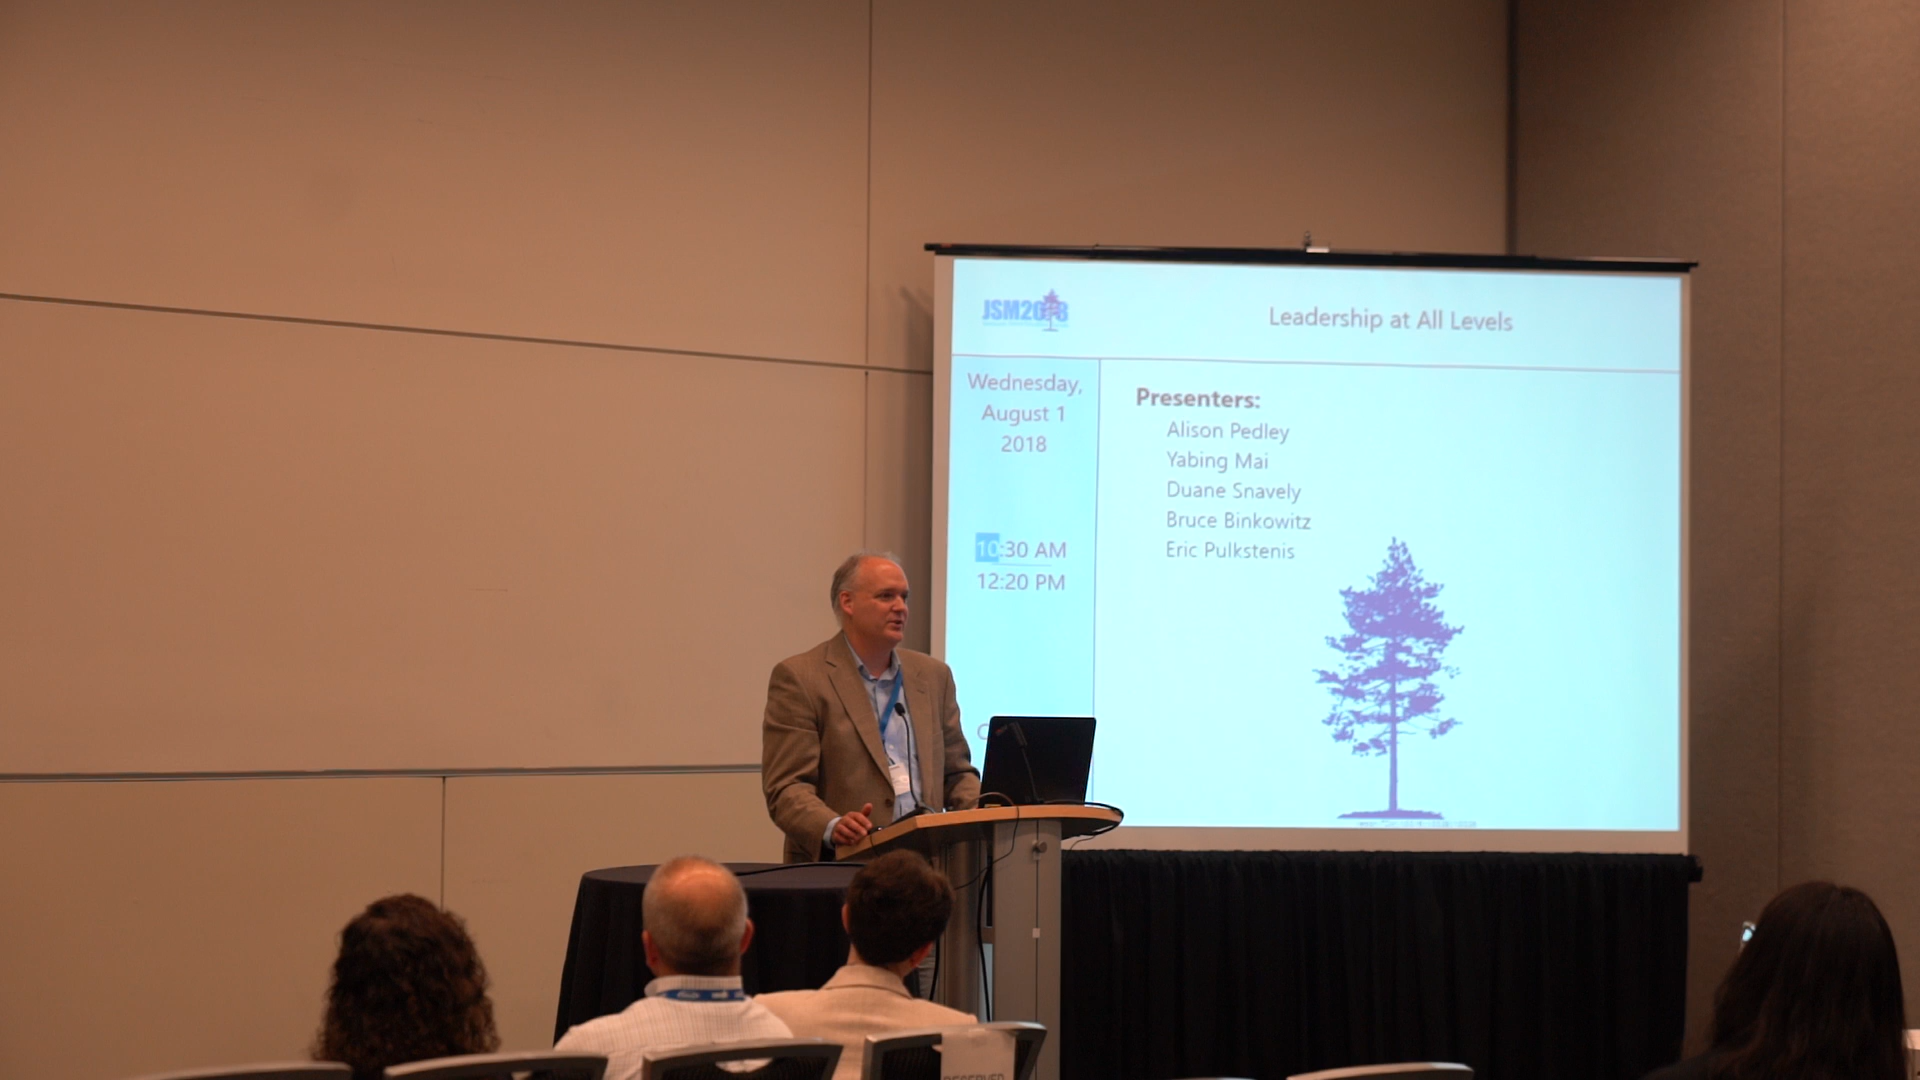 JSM2018
Leadership at All Levels
Wednesday,
August 1
2018
10:30 AM
12:20 PM
Presenters:
Alison Pedley
Yabing Mai
Duane Snavely
Bruce Binkowitz
Eric Pulkstenis
RESERVED